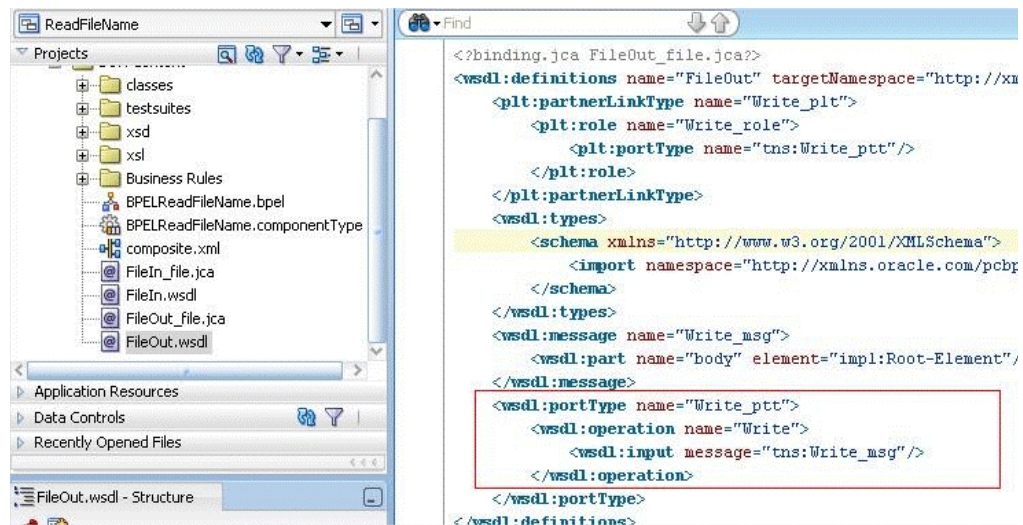 ReadFileName
Projects
classes
testsuites
xsd
xsl
Business Rules
BPELReadFileName.bpel
BPELReadFileName.componentType
composite.xml
FileIn_file.jca
FileIn.wsdl
FileOut_file.jca
FileOut.wsdl
Application Resources
Data Controls
Recently Opened Files
FileOut.wsdl - Structure
Find
<?binding.jca FileOut_file.jca?>
<wsdl:definitions name="FileOut" targetNamespace="http://xm
<plt:partnerLinkType name="Write_plt">
<plt:role name="Write_role">
<plt:portType name="tns:Write_ptt"/>
</plt:role>
</plt:partnerLinkType>
<wsdl:types>
<schema xmlns="http://www.w3.org/2001/XMLSchema">
<import namespace="http://xmlns.oracle.com/pcbp
</schema>
</wsdl:types>
<wsdl:message name="Write_msg">
<wsdl:part name="body" element="impl:Root-Element"/
</wsdl:message>
<wsdl:portType name="Write_ptt">
<wsdl:operation name="Write">
<wsdl:input message="tns:Write_msg"/>
</wsdl:operation>
</wsdl:portType>
</wsdl:definitions>